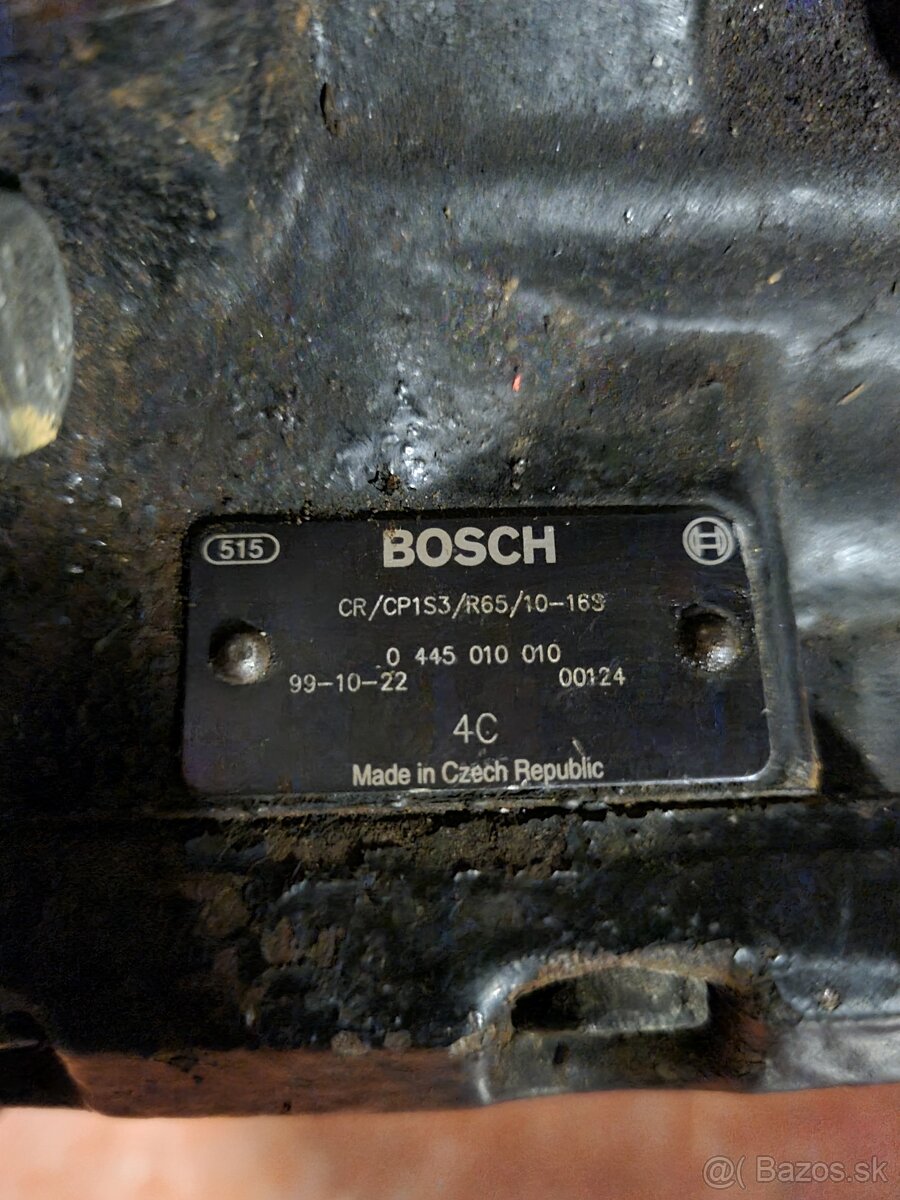 515
BOSCH
CR/CP1S3/R65/10-16S
0 445 010 010
99-10-22 00124
4C
Made in Czech Republic
@( Bazos.sk